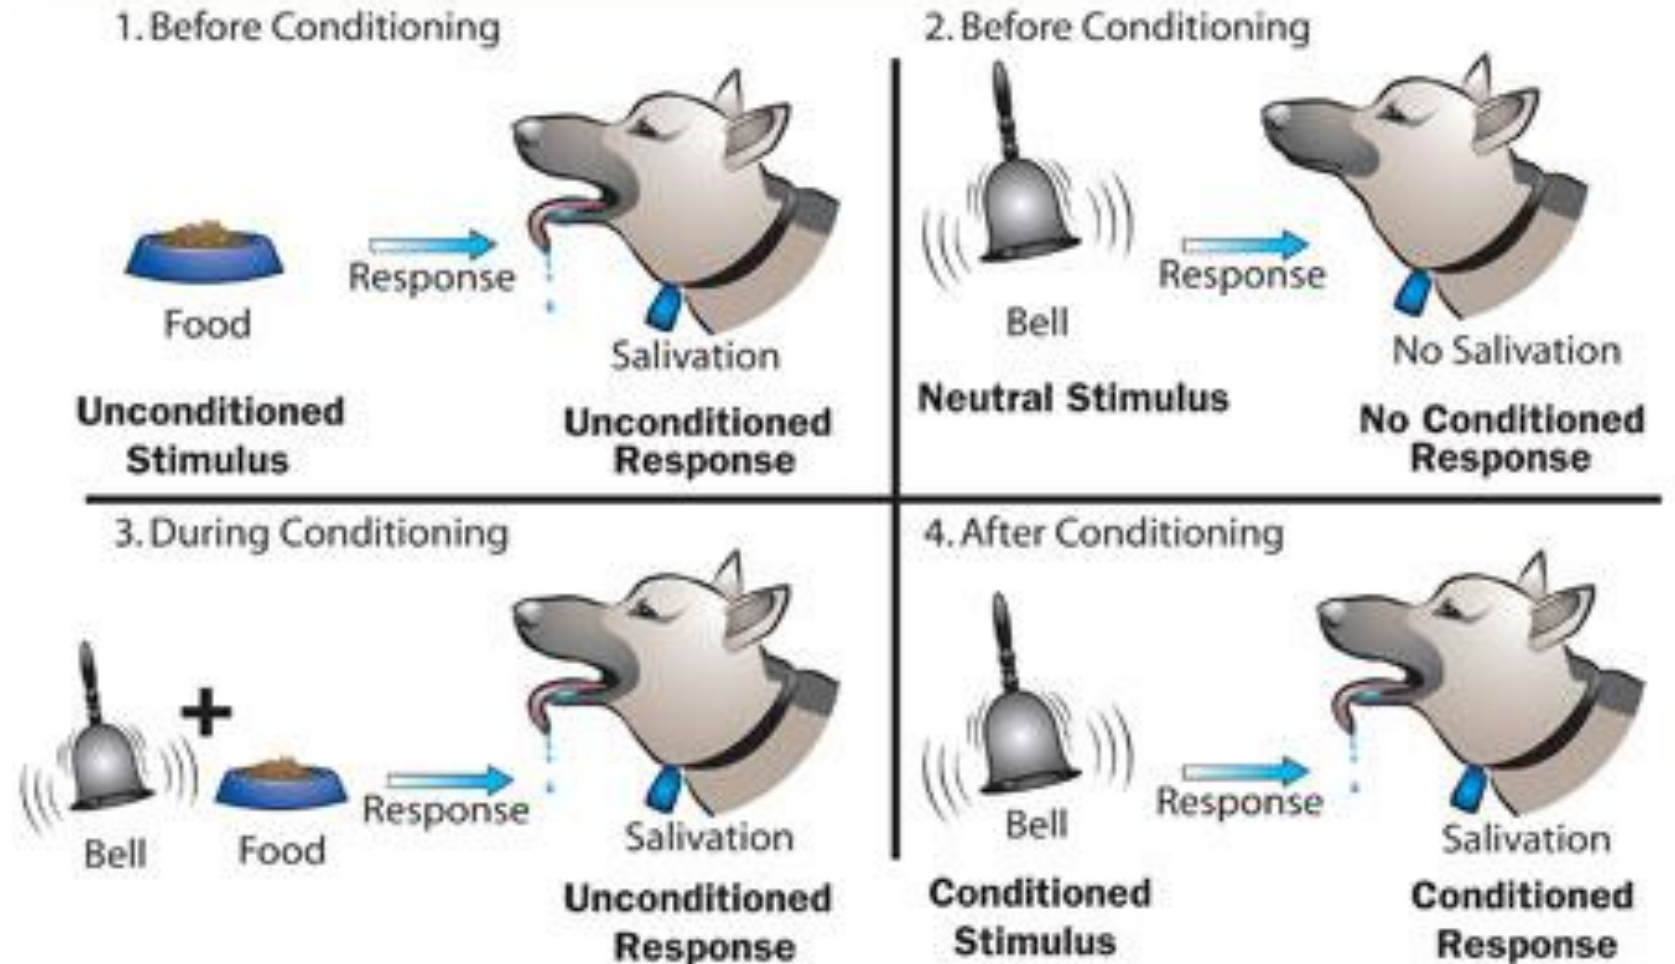 1. Before Conditioning
Food
Response
Salivation
Unconditioned
Stimulus
Unconditioned
Response
2. Before Conditioning
Bell
Response
No Salivation
Neutral Stimulus
No Conditioned
Response
3. During Conditioning
+
Bell
Food
Response
Salivation
Unconditioned
Response
4. After Conditioning
Bell
Response
Salivation
Conditioned
Stimulus
Conditioned
Response